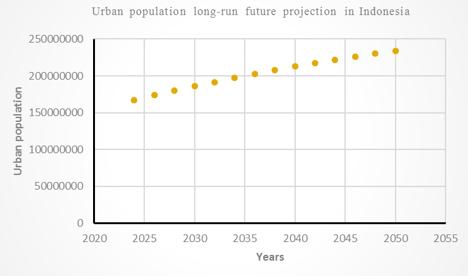 Urban population long-run future projection in Indonesia
250000000
200000000
150000000
100000000
50000000
0
Urban population
2020 2025 2030 2035 2040 2045 2050 2055
Years